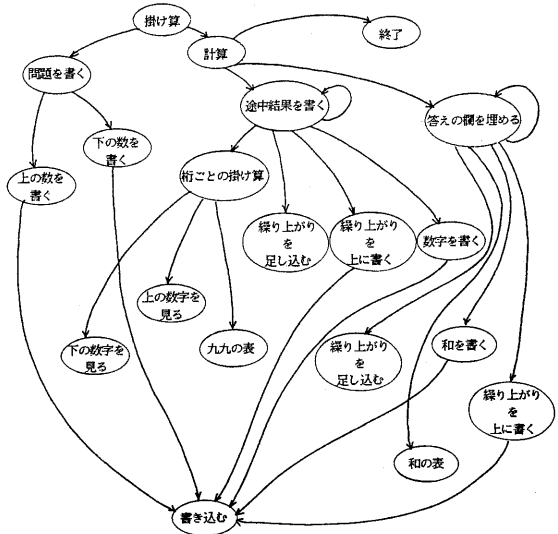 掛け算
終了
計算
問題を書く
途中結果を書く
答えの欄を埋める
下の数を
書く
上の数を
書く
桁ごとの掛け算
繰り上がり
を
足し込む
繰り上がり
を
上に書く
数字を書く
上の数字を
見る
下の数字を
見る
九九の表
繰り上がり
を
足し込む
和を書く
繰り上がり
を
上に書く
和の表
書き込む